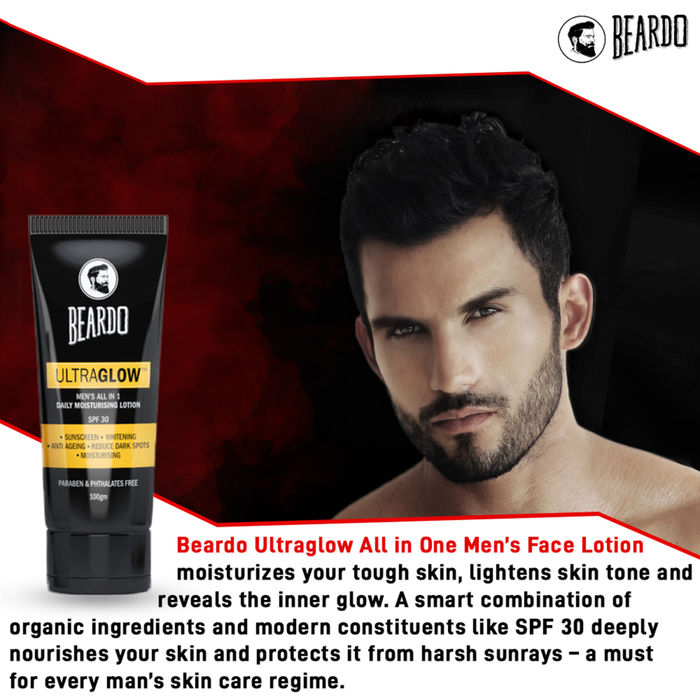 BEARDO
BEARDO
ULTRAGLOW™
MEN'S ALL IN 1
DAILY MOISTURISING LOTION
SPF 30
• SUNSCREEN • WHITENING
• ANTI AGEING • REDUCE DARK SPOTS
• MOISTURISING
PARABEN & PHTHALATES FREE
100gm
Beardo Ultraglow All in One Men's Face Lotion
moisturizes your tough skin, lightens skin tone and
reveals the inner glow. A smart combination of
organic ingredients and modern constituents like SPF 30 deeply
nourishes your skin and protects it from harsh sunrays – a must
for every man's skin care regime.